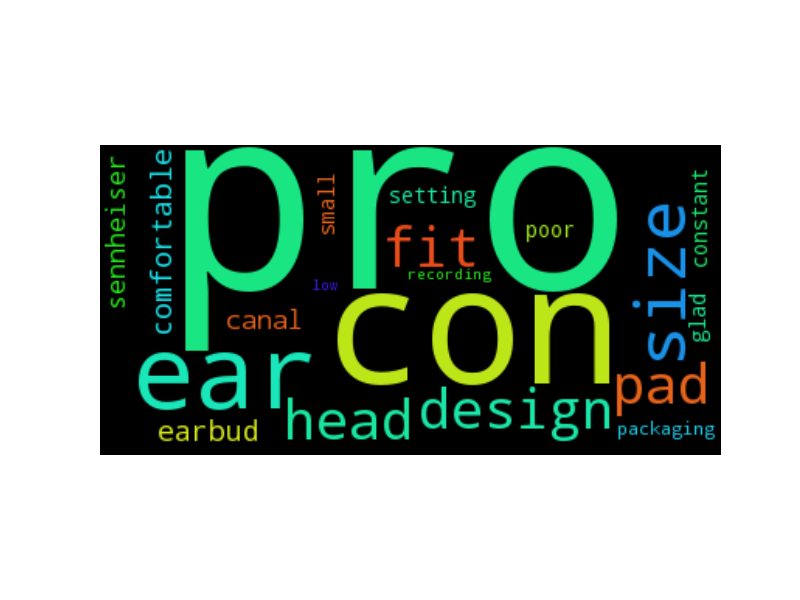 pro
con
ear
size
fit
head
design
pad
comfortable
sennheiser
small
setting
poor
constant
recording
low
canal
glad
earbud
packaging